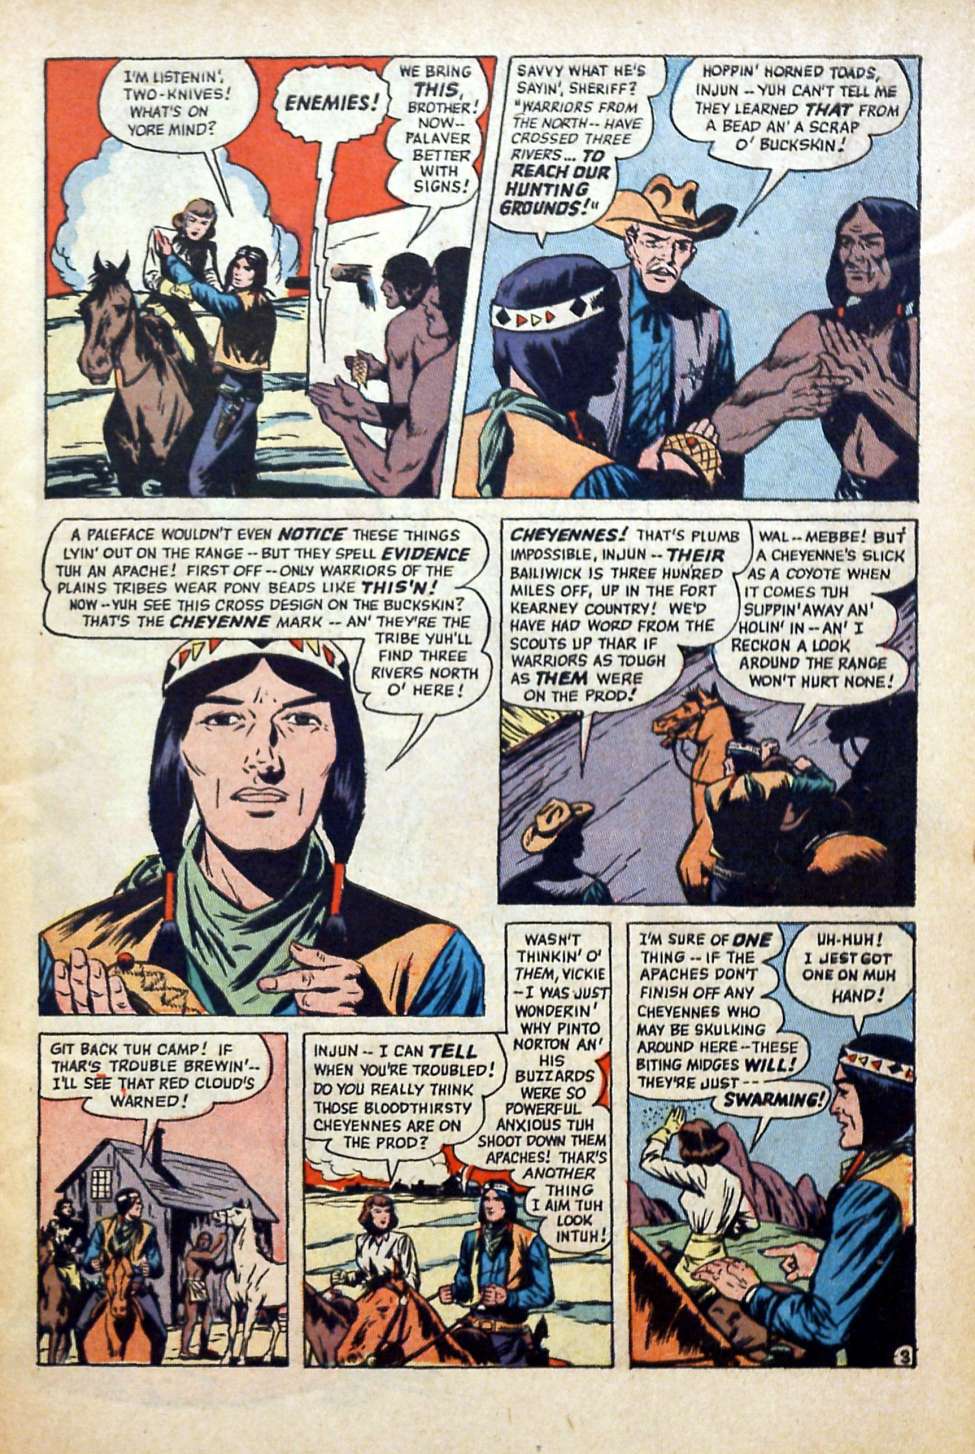 I'M LISTENIN',
TWO-KNIVES!
WHAT'S ON
YORE MIND?
ENEMIES!
WE BRING
THIS,
BROTHER!
NOW--
PALAVER
BETTER
WITH
SIGNS!
SAVVY WHAT HE'S
SAYIN', SHERIFF?
"WARRIORS FROM
THE NORTH -- HAVE
CROSSED THREE
RIVERS... TO
REACH OUR
HUNTING
GROUNDS!"
HOPPIN' HORNED TOADS,
INJUN -- YUH CAN'T TELL ME
THEY LEARNED THAT FROM
A BEAD AN' A SCRAP
O' BUCKSKIN!
A PALEFACE WOULDN'T EVEN NOTICE THESE THINGS
LYIN' OUT ON THE RANGE -- BUT THEY SPELL EVIDENCE
TUH AN APACHE! FIRST OFF -- ONLY WARRIORS OF THE
PLAINS TRIBES WEAR PONY BEADS LIKE THIS'N!
NOW -- YUH SEE THIS CROSS DESIGN ON THE BUCKSKIN?
THAT'S THE CHEYENNE MARK -- AN' THEY'RE THE
TRIBE YUH'LL
FIND THREE
RIVERS NORTH
O' HERE!
CHEYENNES! THAT'S PLUMB
IMPOSSIBLE, INJUN -- THEIR
BAILIWICK IS THREE HUN'RED
MILES OFF, UP IN THE FORT
KEARNEY COUNTRY! WE'D
HAVE HAD WORD FROM THE
SCOUTS UP THAR IF
WARRIORS AS TOUGH
AS THEM WERE
ON THE PROD!
WAL -- MEBBE! BUT
A CHEYENNE'S SLICK
AS A COYOTE WHEN
IT COMES TUH
SLIPPIN' AWAY AN'
HOLIN' IN -- AN' I
RECKON A LOOK
AROUND THE RANGE
WON'T HURT NONE!
GIT BACK TUH CAMP! IF
THAR'S TROUBLE BREWIN'--
I'LL SEE THAT RED CLOUD'S
WARNED!
INJUN -- I CAN TELL
WHEN YOU'RE TROUBLED!
DO YOU REALLY THINK
THOSE BLOODTHIRSTY
CHEYENNES ARE ON
THE PROD?
WASN'T
THINKIN' O'
THEM, VICKIE
-- I WAS JUST
WONDERIN'
WHY PINTO
NORTON AN'
HIS
BUZZARDS
WERE SO
POWERFUL
ANXIOUS TUH
SHOOT DOWN THEM
APACHES! THAR'S
ANOTHER
THING
I AIM TUH
LOOK
INTUH!
I'M SURE OF ONE
THING -- IF THE
APACHES DON'T
FINISH OFF ANY
CHEYENNES WHO
MAY BE SKULKING
AROUND HERE -- THESE
BITING MIDGES WILL!
THEY'RE JUST ---
SWARMING!
UH-HUH!
I JEST GOT
ONE ON MUH
HAND!
3